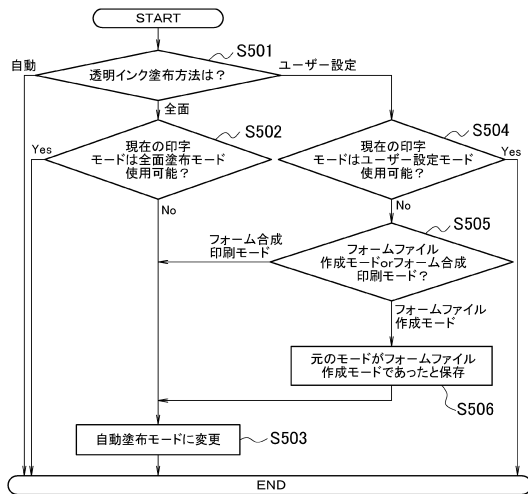 START
S501
自動
透明インク塗布方法は？
ユーザー設定
全面
S502
Yes
現在の印字
モードは全面塗布モード
使用可能？
No
S504
現在の印字
モードはユーザー設定モード
使用可能？
Yes
No
S505
フォーム合成
印刷モード
フォームファイル
作成モードorフォーム合成
印刷モード？
フォームファイル
作成モード
元のモードがフォームファイル
作成モードであったと保存
S506
自動塗布モードに変更
S503
END